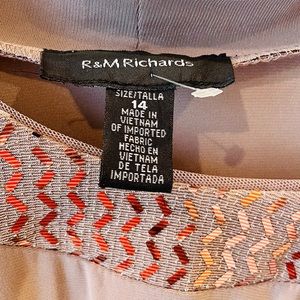 R&M Richards
SIZE/TALLA
14
MADE IN
VIETNAM
OF IMPORTED
FABRIC
HECHO EN
VIETNAM
DE TELA
IMPORTADA